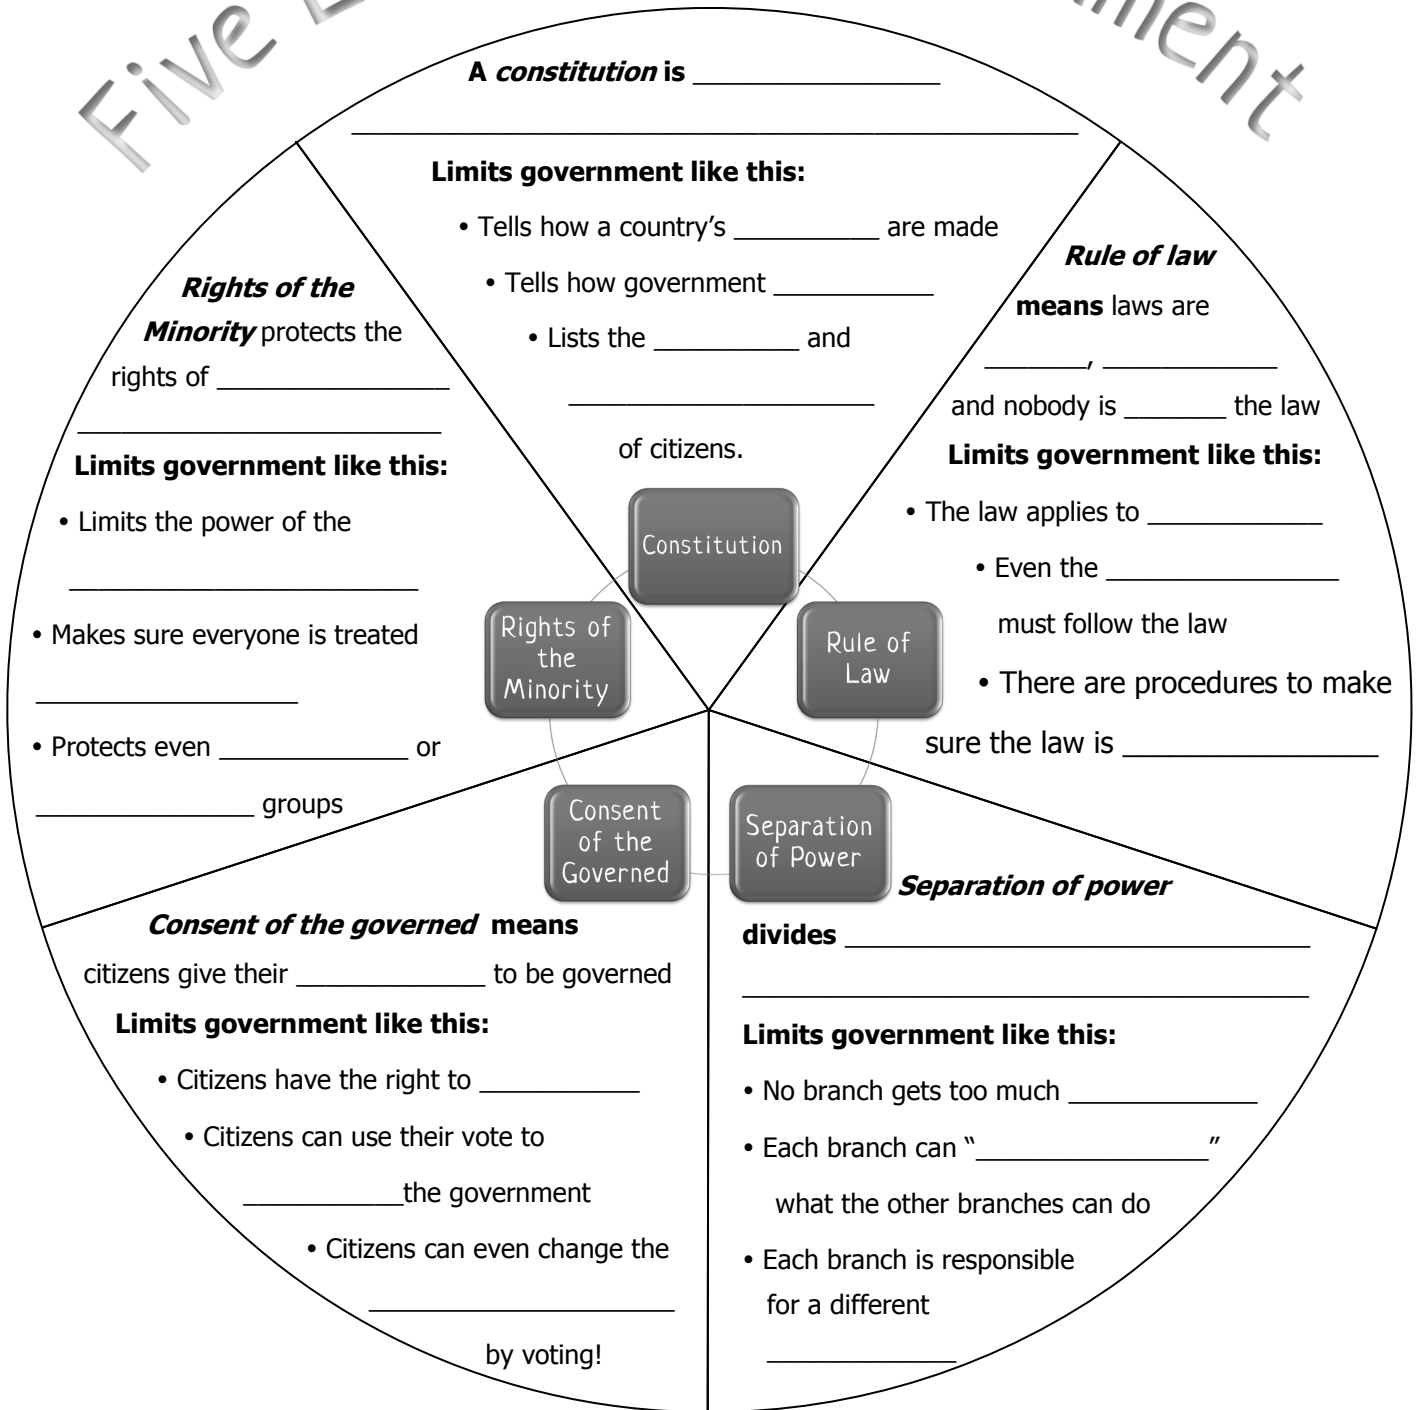 Five
A constitution is _________________
__________________________________________________
Limits government like this:
• Tells how a country’s __________ are made
• Tells how government ___________
• Lists the __________ and
_____________________
of citizens.
Rule of law
means laws are
_______, ____________
and nobody is _______ the law
Limits government like this:
• The law applies to ____________
• Even the ________________
must follow the law
• There are procedures to make
sure the law is ________________
Separation of power
divides ________________________________
_______________________________________
Limits government like this:
• No branch gets too much _____________
• Each branch can “________________”
what the other branches can do
• Each branch is responsible
for a different
_____________
Consent of the governed means
citizens give their _____________ to be governed
Limits government like this:
• Citizens have the right to ___________
• Citizens can use their vote to
___________the government
• Citizens can even change the
_____________________
by voting!
Rights of the
Minority protects the
rights of ________________
_________________________
Limits government like this:
• Limits the power of the
________________________
• Makes sure everyone is treated
__________________
• Protects even _____________ or
_______________ groups
Constitution
Rule of
Law
Separation
of Power
Consent
of the
Governed
Rights of
the
Minority